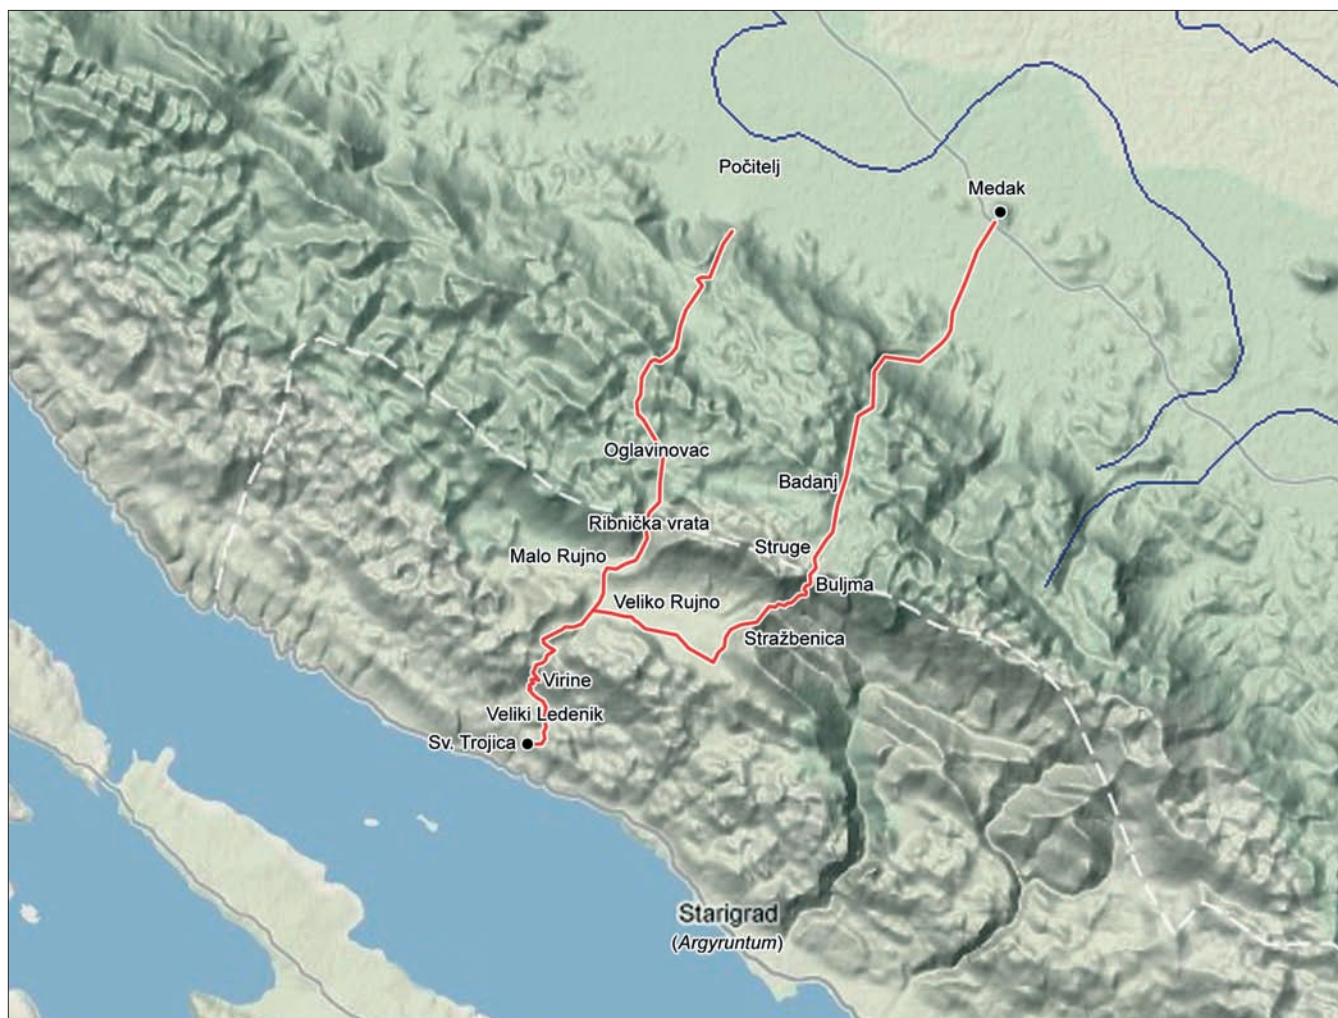 Počitelj
Medak
Oglavinovac
Badanj
Ribnička vrata
Struge
Malo Rujno
Buljma
Veliko Rujno
Stražbenica
Virine
Veliki Ledenik
Sv. Trojica
Starigrad
(Argyruntum)